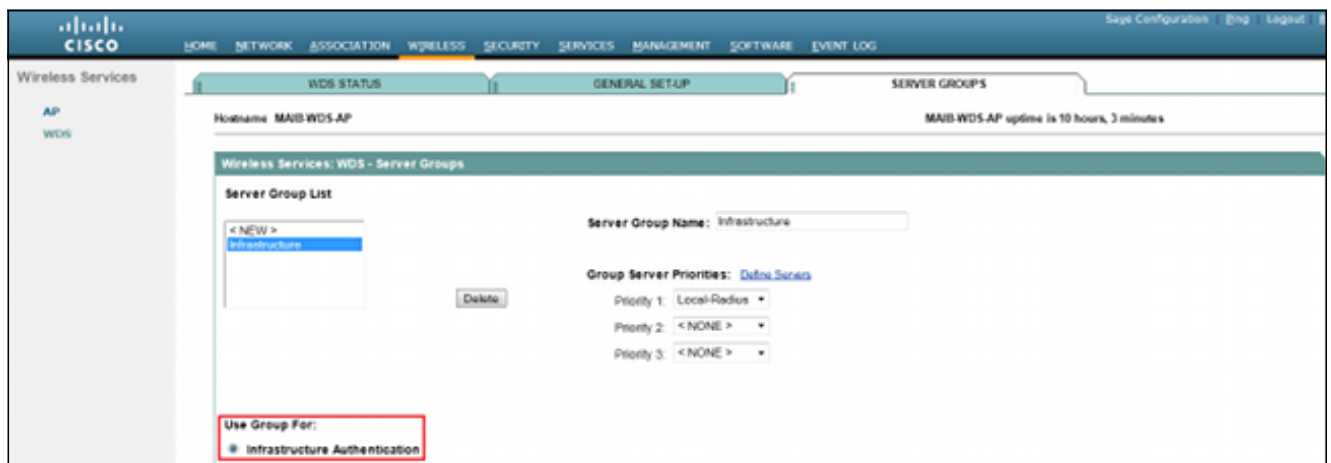 Save Configuration Ping Logout
CISCO
HOME NETWORK ASSOCIATION WIRELESS SECURITY SERVICES MANAGEMENT SOFTWARE EVENT LOG
Wireless Services
AP
WDS
WDS STATUS GENERAL SET-UP SERVER GROUPS
Hostname MAIB-WDS-AP MAIB-WDS-AP uptime is 10 hours, 3 minutes
Wireless Services: WDS - Server Groups
Server Group List
< NEW >
Infrastructure
Delete
Server Group Name: Infrastructure
Group Server Priorities: Define Servers
Priority 1: Local-Radius
Priority 2: < NONE >
Priority 3: < NONE >
Use Group For:
Infrastructure Authentication